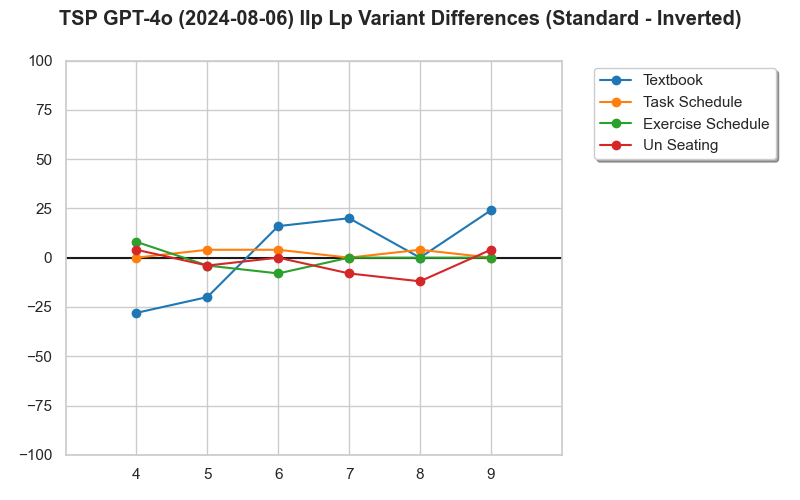 TSP GPT-4o (2024-08-06) Ilp Lp Variant Differences (Standard - Inverted)
100
75
50
25
0
−25
−50
−75
−100
4 5 6 7 8 9
Textbook
Task Schedule
Exercise Schedule
Un Seating